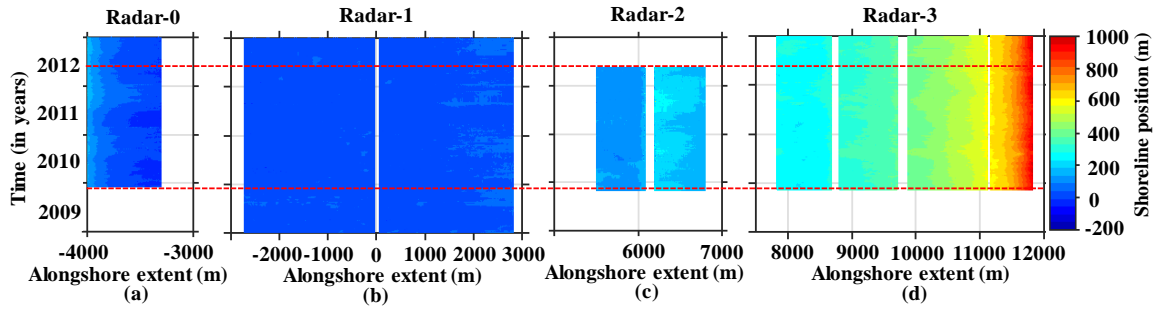 Radar-0 Radar-1 Radar-2 Radar-3
Time (in years)
2012
2011
2010
2009
-4000 -3000
Alongshore extent (m)
(a)
-2000 -1000 0 1000 2000 3000
Alongshore extent (m)
(b)
6000 7000
Alongshore extent (m)
(c)
8000 9000 10000 11000 12000
Alongshore extent (m)
(d)
1000
800
600
400
200
0
-200
Shoreline position (m)